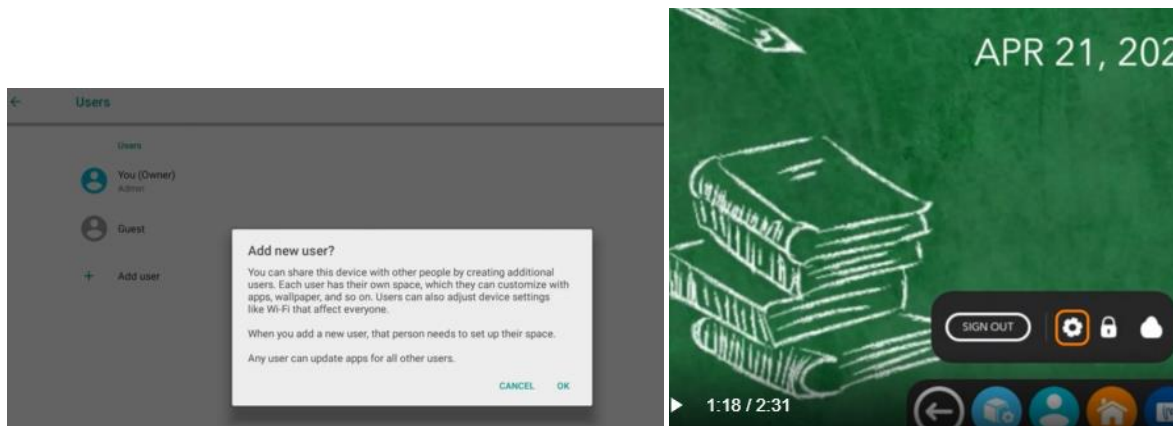 Users
Users
You (Owner)
Admin
Guest
Add user
Add new user?
You can share this device with other people by creating additional
users. Each user has their own space, which they can customize with
apps, wallpaper, and so on. Users can also adjust device settings
like Wi-Fi that affect everyone.
When you add a new user, that person needs to set up their space.
Any user can update apps for all other users.
CANCEL OK
APR 21, 202
SIGN OUT
1:18 / 2:31